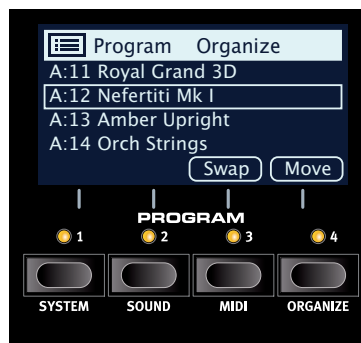 Program Organize
A:11 Royal Grand 3D
A:12 Nefertiti Mk I
A:13 Amber Upright
A:14 Orch Strings
Swap Move
PROGRAM
1 2 3 4
SYSTEM SOUND MIDI ORGANIZE